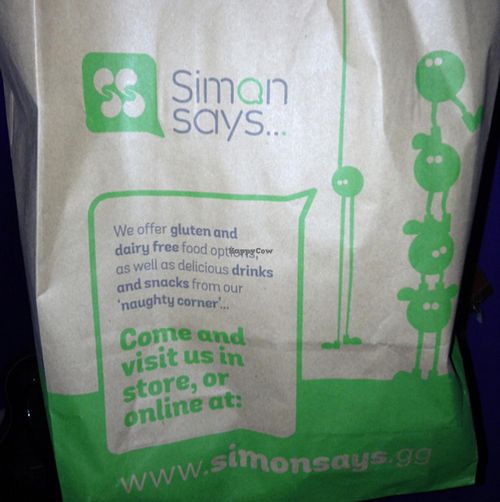 Simon
says...
We offer gluten and
dairy free food options,
as well as delicious drinks
and snacks from our
'naughty corner'...
Come and
visit us in
store, or
online at:
www.simonsays.gg
HappyCow